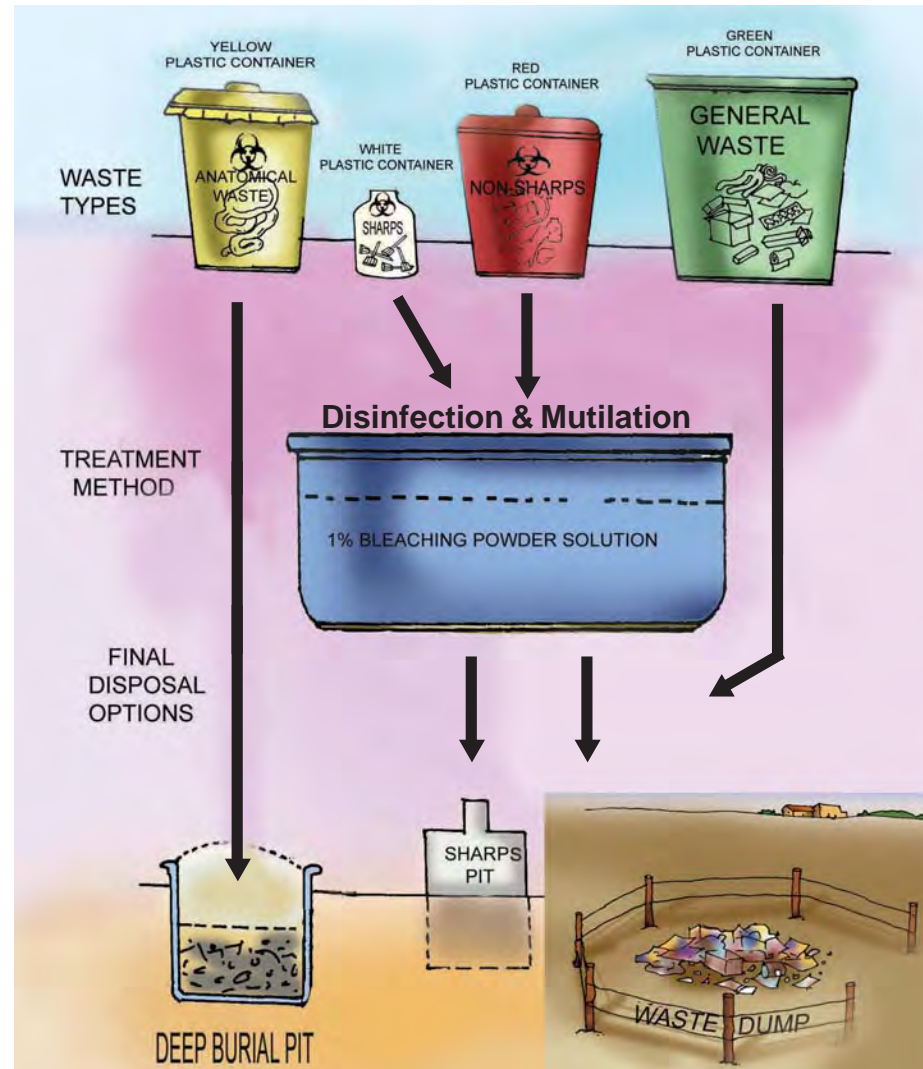 YELLOW
PLASTIC CONTAINER
GREEN
PLASTIC CONTAINER
RED
PLASTIC CONTAINER
WHITE
PLASTIC CONTAINER
WASTE
TYPES
ANATOMICAL
WASTE
SHARPS
NON-SHARPS
GENERAL
WASTE
Disinfection & Mutilation
TREATMENT
METHOD
1% BLEACHING POWDER SOLUTION
FINAL
DISPOSAL
OPTIONS
SHARPS
PIT
DEEP BURIAL PIT
WASTE DUMP